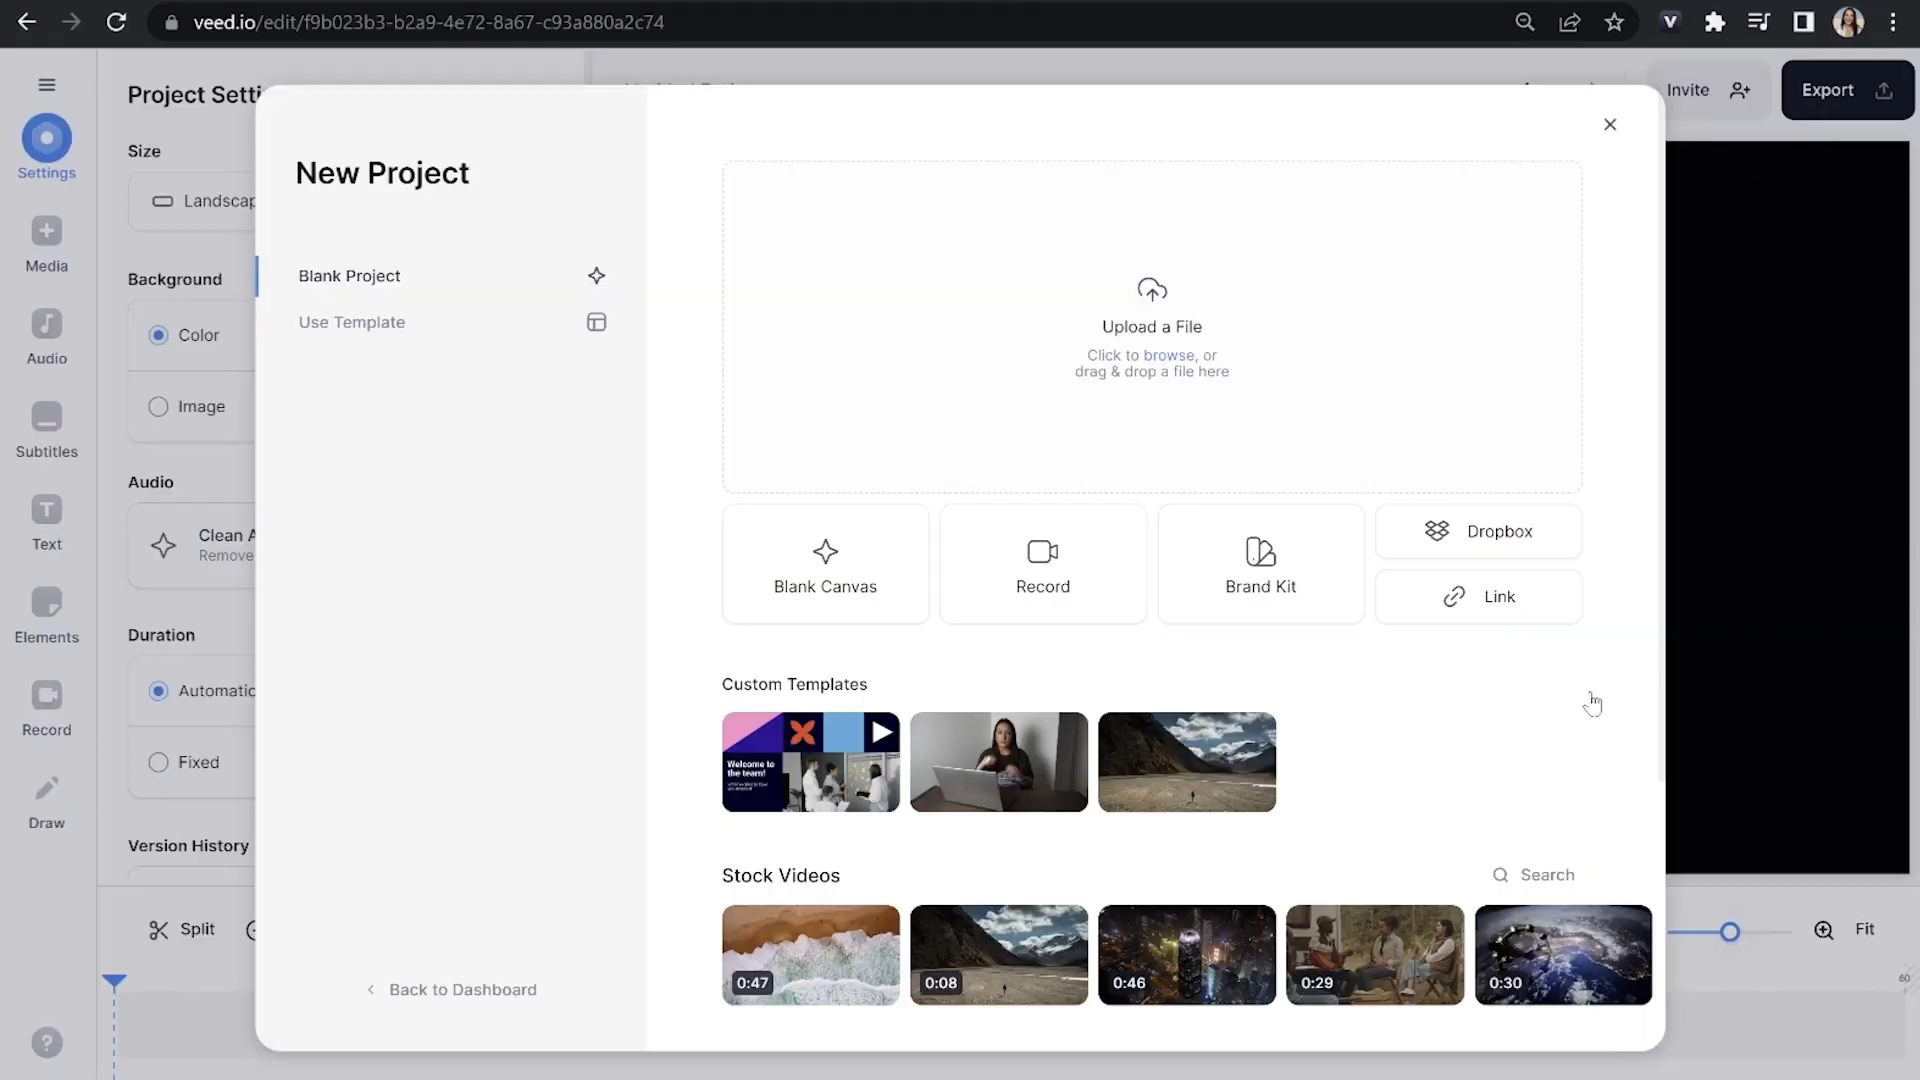 veed.io/edit/f9b023b3-b2a9-4e72-8a67-c93a880a2c74
Settings
Media
Audio
Subtitles
Text
Elements
Record
Draw
Project Setti
Size
Landscap
Background
Color
Image
Audio
Clean A
Remove
Duration
Automatic
Fixed
Version History
Split
New Project
Blank Project
Use Template
Back to Dashboard
Upload a File
Click to browse, or
drag & drop a file here
Blank Canvas
Record
Brand Kit
Dropbox
Link
Custom Templates
Welcome to
the team!
Stock Videos
Search
0:47
0:08
0:46
0:29
0:30
Invite
Export
Fit
60